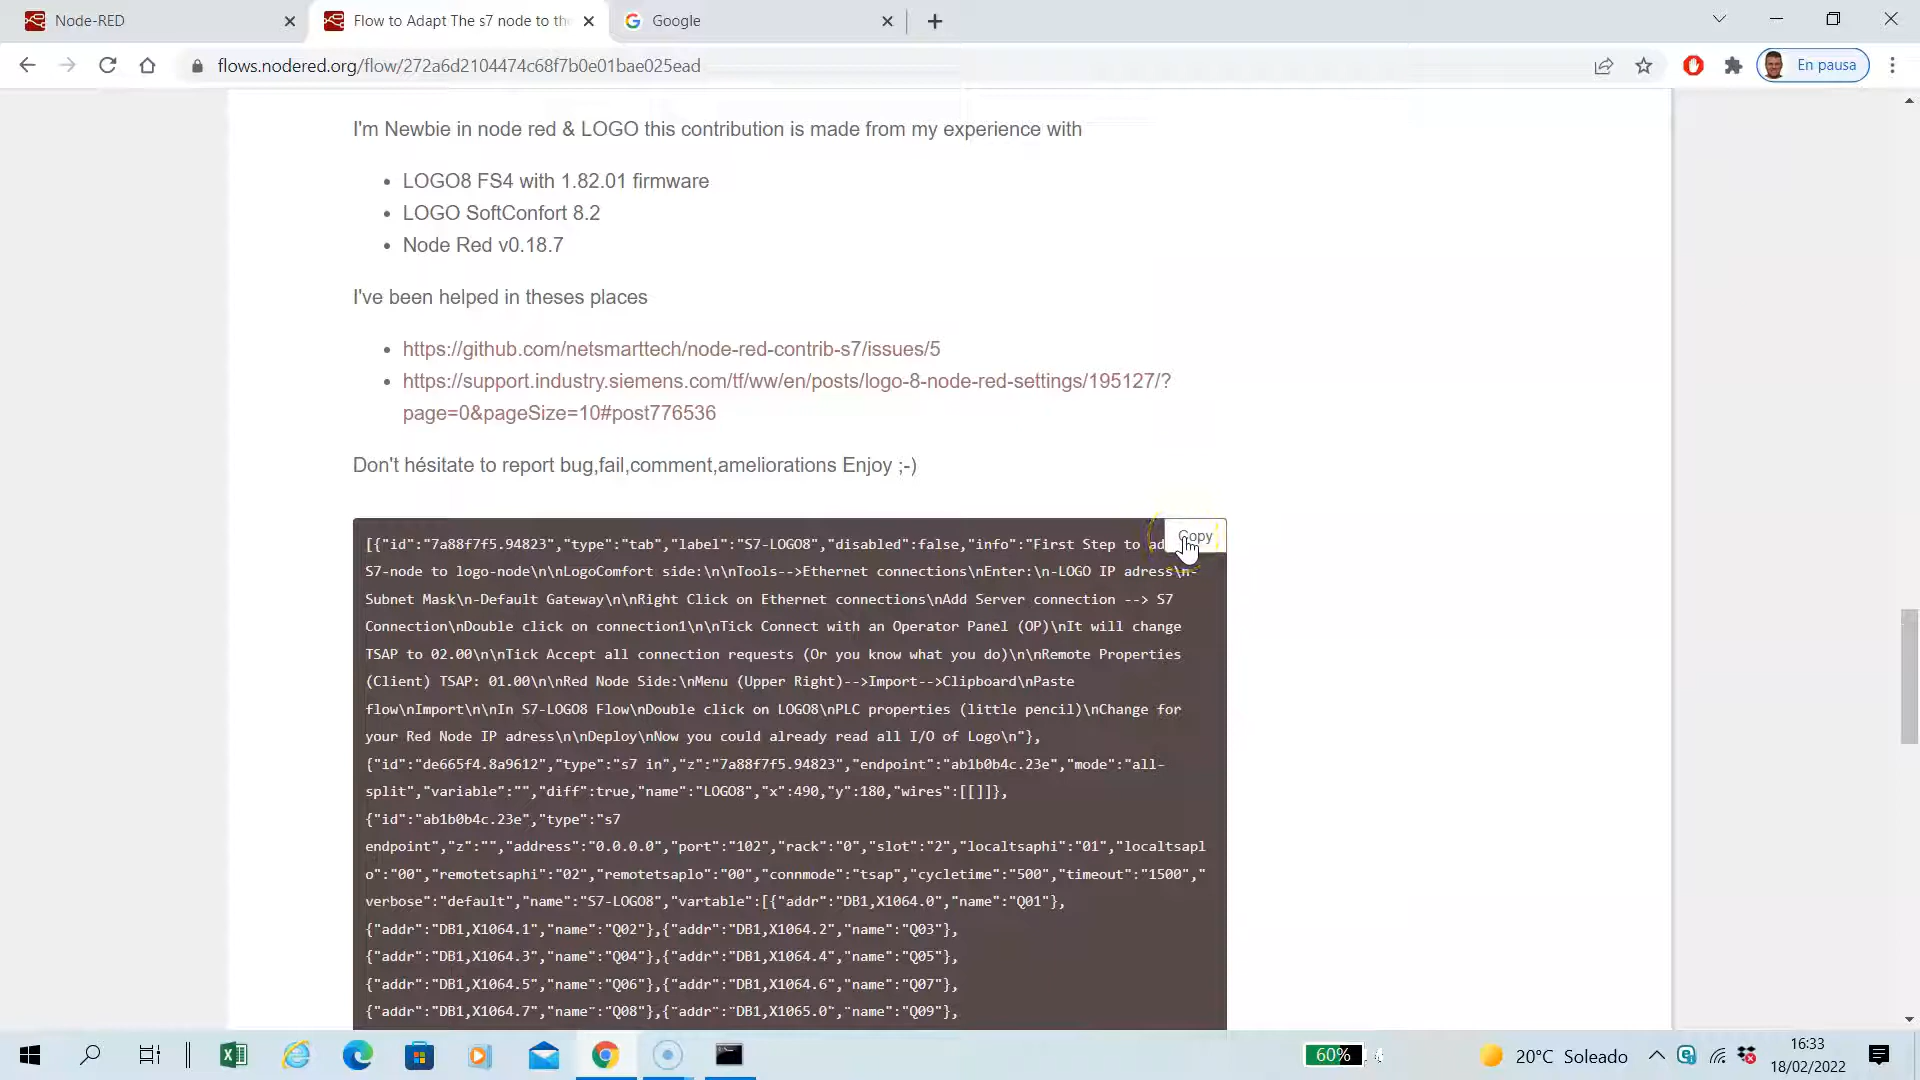 Node-RED
Flow to Adapt The s7 node to the
Google
flows.nodered.org/flow/272a6d2104474c68f7b0e01bae025ead
En pausa
I'm Newbie in node red & LOGO this contribution is made from my experience with
LOGO8 FS4 with 1.82.01 firmware
LOGO SoftConfort 8.2
Node Red v0.18.7
I've been helped in theses places
https://github.com/netsmarttech/node-red-contrib-s7/issues/5
https://support.industry.siemens.com/tf/ww/en/posts/logo-8-node-red-settings/195127/?
page=0&pageSize=10#post776536
Don't hésitate to report bug,fail,comment,ameliorations Enjoy ;-)
Copy
[{"id":"7a88f7f5.94823","type":"tab","label":"S7-LOGO8","disabled":false,"info":"First Step to ad
S7-node to logo-node\n\nLogoComfort side:\n\nTools-->Ethernet connections\nEnter:\n-LOGO IP adress\n-
Subnet Mask\n-Default Gateway\n\nRight Click on Ethernet connections\nAdd Server connection --> S7
Connection\nDouble click on connection1\n\nTick Connect with an Operator Panel (OP)\nIt will change
TSAP to 02.00\n\nTick Accept all connection requests (Or you know what you do)\n\nRemote Properties
(Client) TSAP: 01.00\n\nRed Node Side:\nMenu (Upper Right)-->Import-->Clipboard\nPaste
flow\nImport\n\nIn S7-LOGO8 Flow\nDouble click on LOGO8\nPLC properties (little pencil)\nChange for
your Red Node IP adress\n\nDeploy\nNow you could already read all I/O of Logo\n"},
{"id":"de665f4.8a9612","type":"s7 in","z":"7a88f7f5.94823","endpoint":"ab1b0b4c.23e","mode":"all-
split","variable":"","diff":true,"name":"LOGO8","x":490,"y":180,"wires":[[]]},
{"id":"ab1b0b4c.23e","type":"s7
endpoint","z":"","address":"0.0.0.0","port":"102","rack":"0","slot":"2","localtsaphi":"01","localtsapl
o":"00","remotetsaphi":"02","remotetsaplo":"00","connmode":"tsap","cycletime":"500","timeout":"1500","
verbose":"default","name":"S7-LOGO8","vartable":[{"addr":"DB1,X1064.0","name":"Q01"},
{"addr":"DB1,X1064.1","name":"Q02"},{"addr":"DB1,X1064.2","name":"Q03"},
{"addr":"DB1,X1064.3","name":"Q04"},{"addr":"DB1,X1064.4","name":"Q05"},
{"addr":"DB1,X1064.5","name":"Q06"},{"addr":"DB1,X1064.6","name":"Q07"},
{"addr":"DB1,X1064.7","name":"Q08"},{"addr":"DB1,X1065.0","name":"Q09"},
60%
20°C Soleado
16:33
18/02/2022